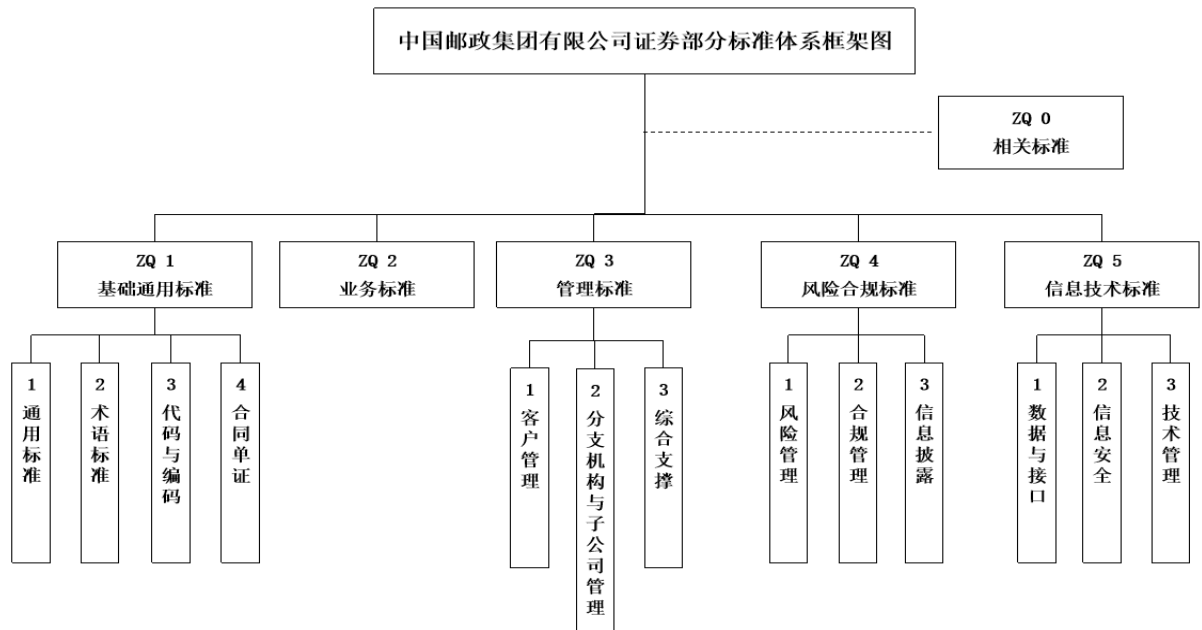 中国邮政集团有限公司证券部分标准体系框架图
ZQ 0
相关标准
ZQ 1
基础通用标准
ZQ 2
业务标准
ZQ 3
管理标准
ZQ 4
风险合规标准
ZQ 5
信息技术标准
1 通用标准
2 术语标准
3 代码与编码
4 合同单证
1 客户管理
2 分支机构与子公司管理
3 综合支撑
1 风险管理
2 合规管理
3 信息披露
1 数据与接口
2 信息安全
3 技术管理